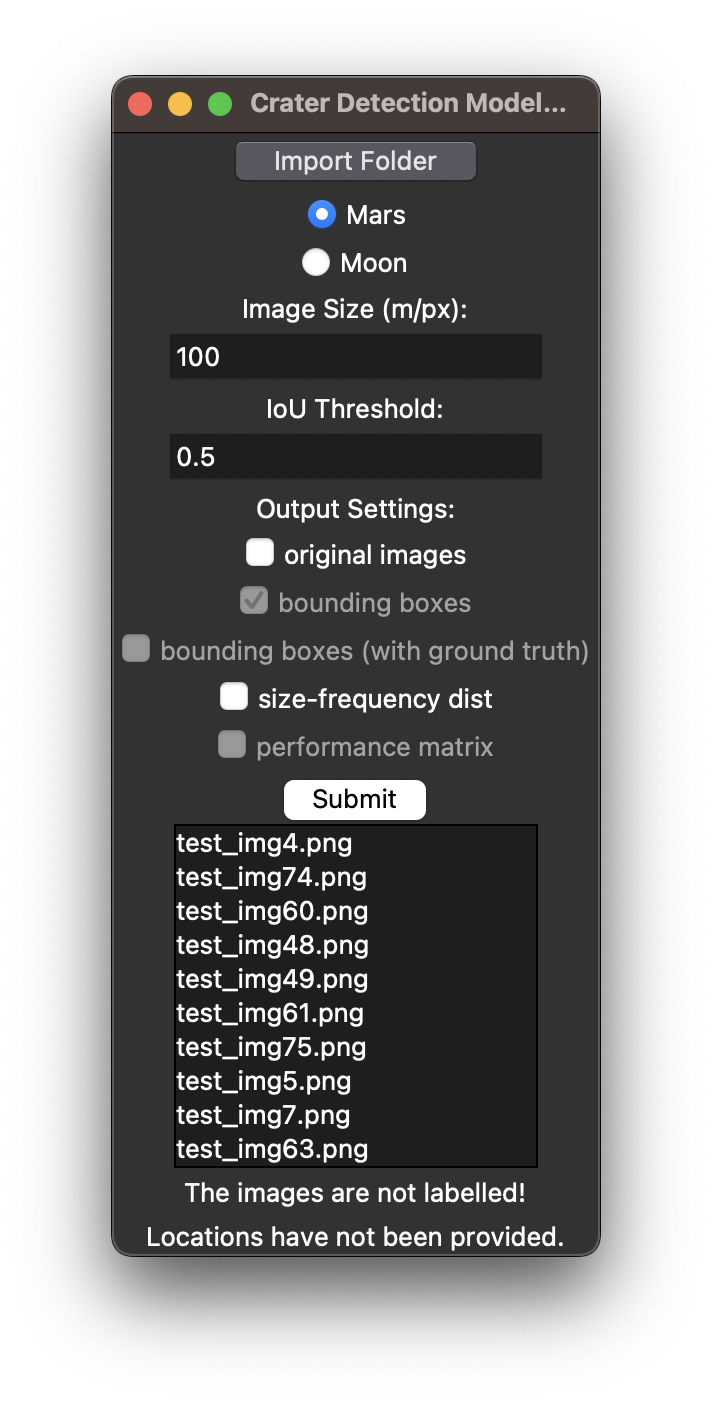 Crater Detection Model...
Import Folder
Mars
Moon
Image Size (m/px):
100
IoU Threshold:
0.5
Output Settings:
original images
bounding boxes
bounding boxes (with ground truth)
size-frequency dist
performance matrix
Submit
test_img4.png
test_img74.png
test_img60.png
test_img48.png
test_img49.png
test_img61.png
test_img75.png
test_img5.png
test_img7.png
test_img63.png
The images are not labelled!
Locations have not been provided.